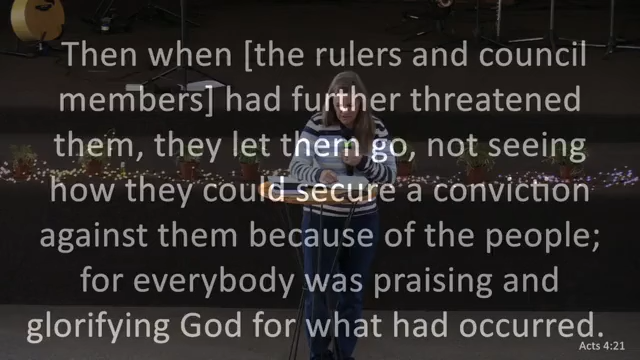 Then when [the rulers and council
members] had further threatened
them, they let them go, not seeing
how they could secure a conviction
against them because of the people;
for everybody was praising and
glorifying God for what had occurred.
Acts 4:21